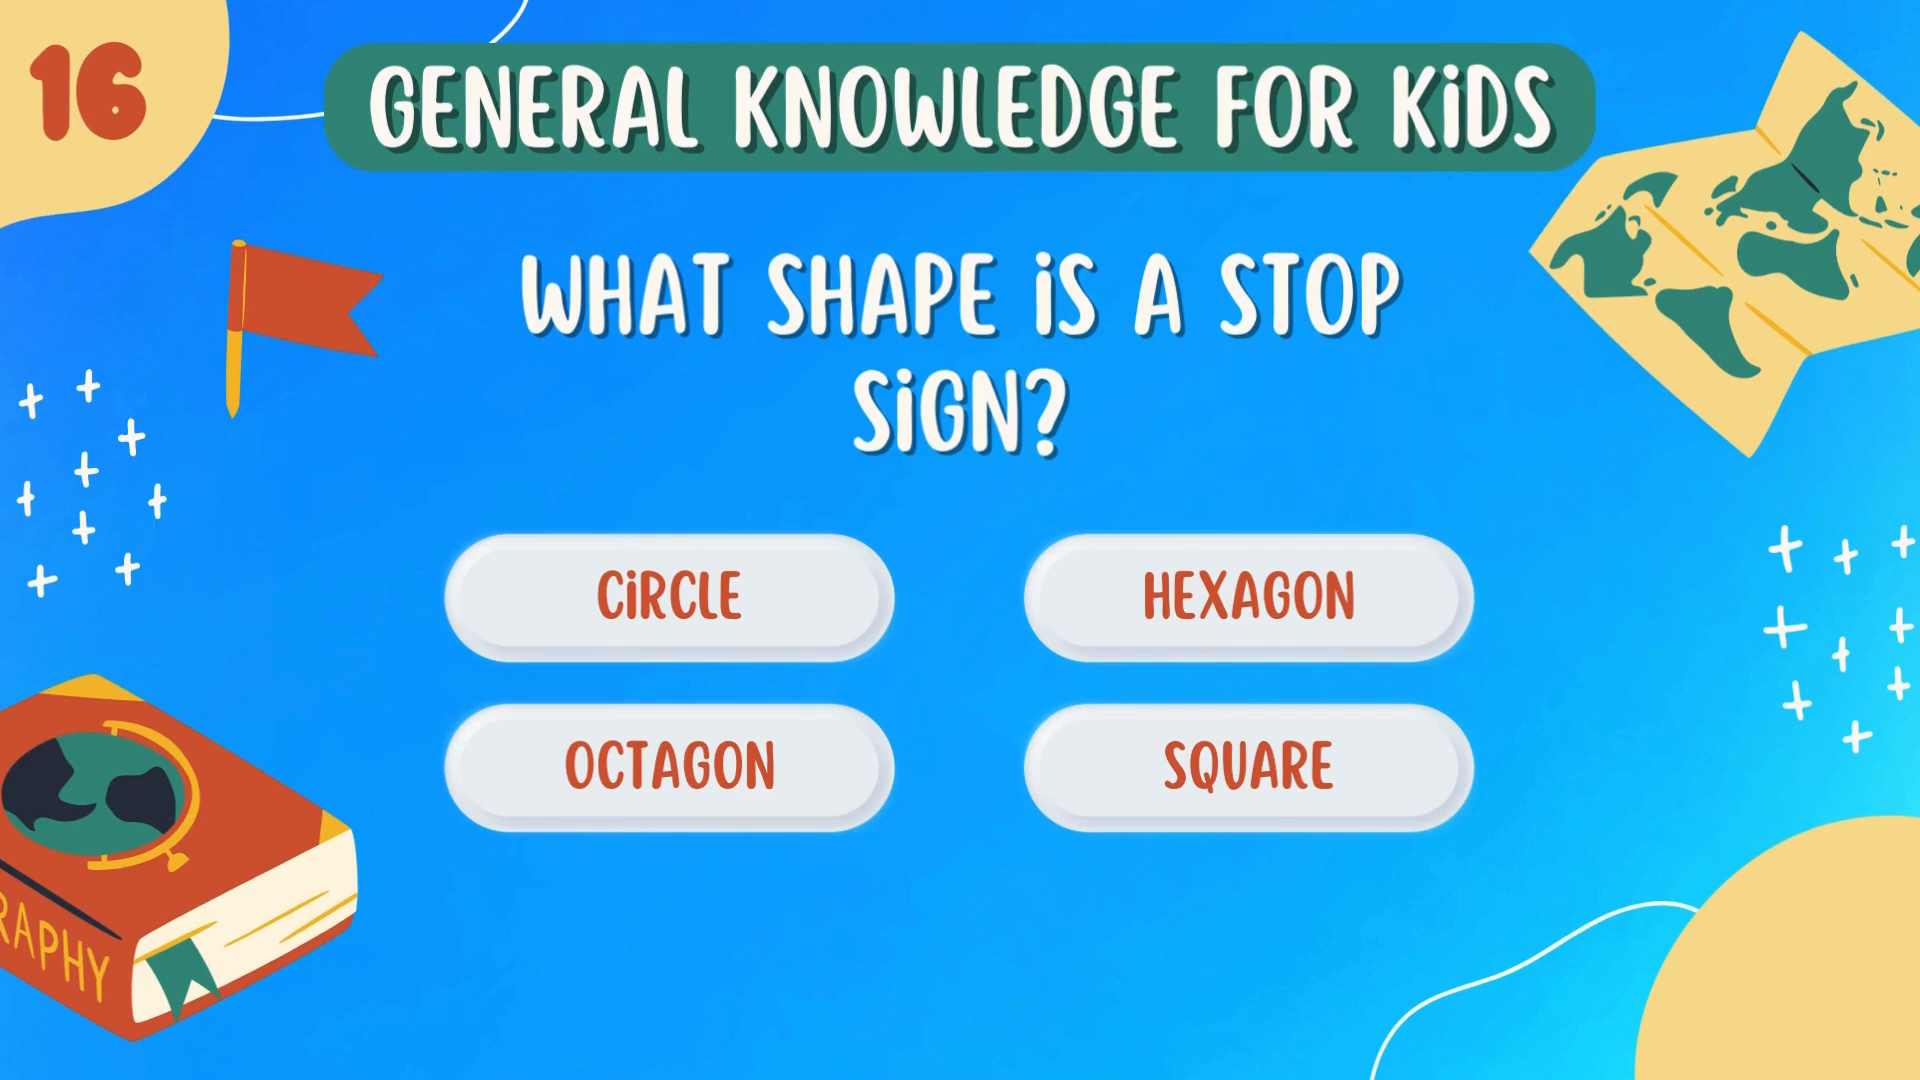 16
GENERAL KNOWLEDGE FOR KiDS
WHAT SHAPE iS A STOP
SiGN?
CiRCLE
HEXAGON
OCTAGON
SQUARE
RAPHY